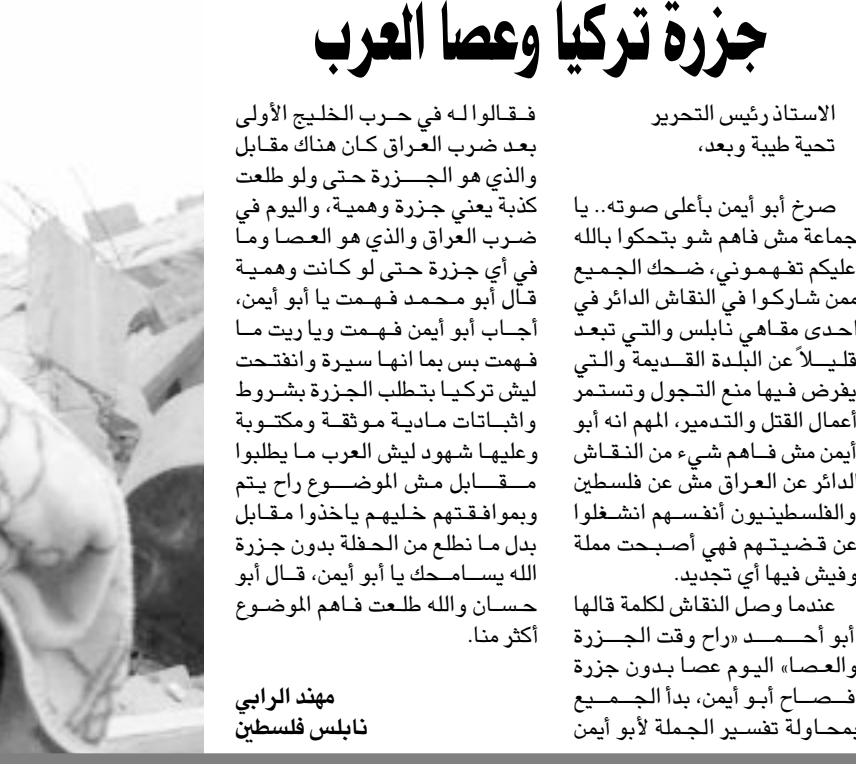 جزرة تركيا وعصا العرب
الاستاذ رئيس التحرير
تحية طيبة وبعد،
صرخ أبو أيمن بأعلى صوته.. يا
جماعة مش فاهم شو بتحكوا بالله
عليكم تفهموني، ضحك الجميع
ممن شاركوا في النقاش الدائر في
احدى مقاهي نابلس والتي تبعد
قليلاً عن البلدة القديمة والتي
يفرض فيها منع التجول وتستمر
أعمال القتل والتدمير، المهم انه أبو
أيمن مش فاهم شيء من النقاش
الدائر عن العراق مش عن فلسطين
والفلسطينيون أنفسهم انشغلوا
عن قضيتهم فهي أصبحت مملة
وفيش فيها أي تجديد.
عندما وصل النقاش لكلمة قالها
أبو أحمد «راح وقت الجزرة
والعصا» اليوم عصا بدون جزرة
فصاح أبو أيمن، بدأ الجميع
بمحاولة تفسير الجملة لأبو أيمن
فقالوا له في حرب الخليج الأولى
بعد ضرب العراق كان هناك مقابل
والذي هو الجزرة حتى ولو طلعت
كذبة يعني جزرة وهمية، واليوم في
ضرب العراق والذي هو العصا وما
في أي جزرة حتى لو كانت وهمية
قال أبو محمد فهمت يا أبو أيمن،
أجاب أبو أيمن فهمت ويا ريت ما
فهمت بس بما انها سيرة وانفتحت
ليش تركيا بتطلب الجزرة بشروط
واثباتات مادية موثقة ومكتوبة
وعليها شهود ليش العرب ما يطلبوا
مقابل مش الموضوع راح يتم
وبموافقتهم خليهم ياخذوا مقابل
بدل ما نطلع من الحفلة بدون جزرة
الله يسامحك يا أبو أيمن، قال أبو
حسان والله طلعت فاهم الموضوع
أكثر منا.
مهند الرابي
نابلس فلسطين